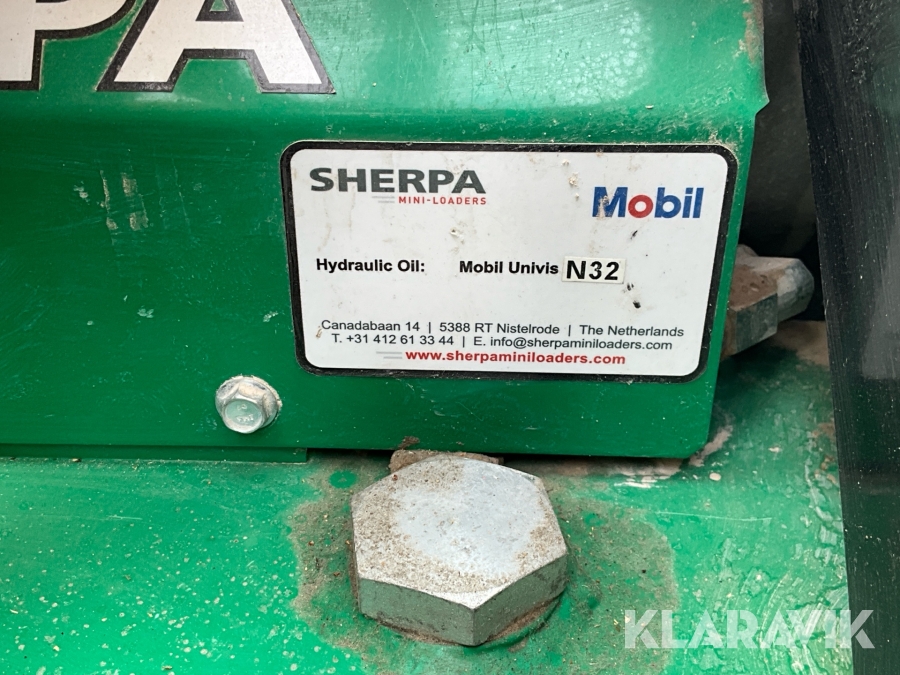 PA
SHERPA
MINI-LOADERS
Mobil
Hydraulic Oil: Mobil Univis N32
Canadabaan 14 | 5388 RT Nistelrode | The Netherlands
T. +31 412 61 33 44 | E. info@sherpaminiloaders.com
www.sherpaminiloaders.com
KLARAVIK